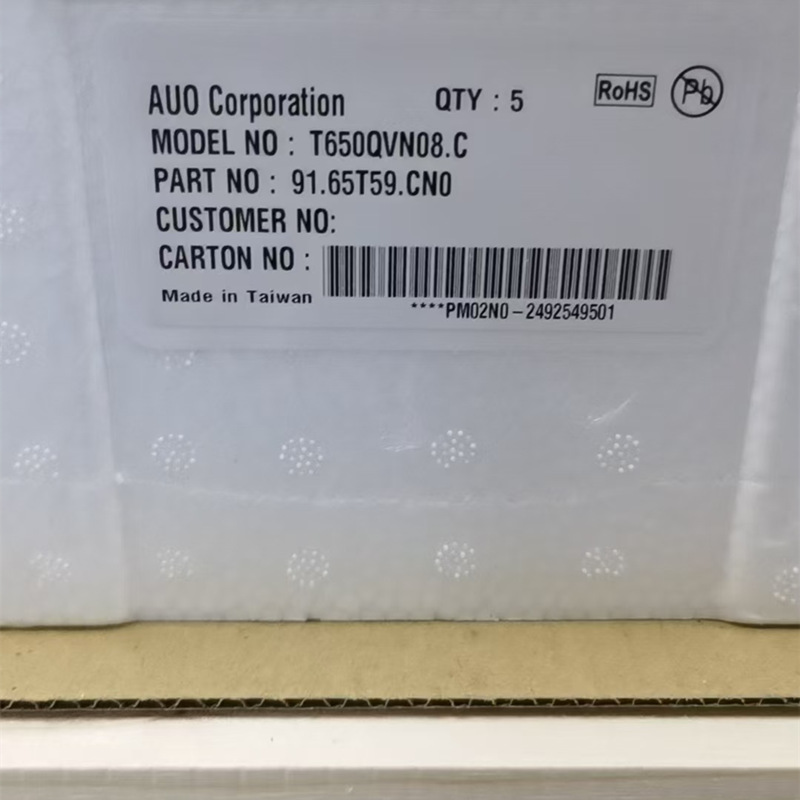 AUO Corporation QTY : 5 RoHS Pb
MODEL NO : T650QVN08.C
PART NO : 91.65T59.CN0
CUSTOMER NO:
CARTON NO :
Made in Taiwan
****PM02N0-2492549501